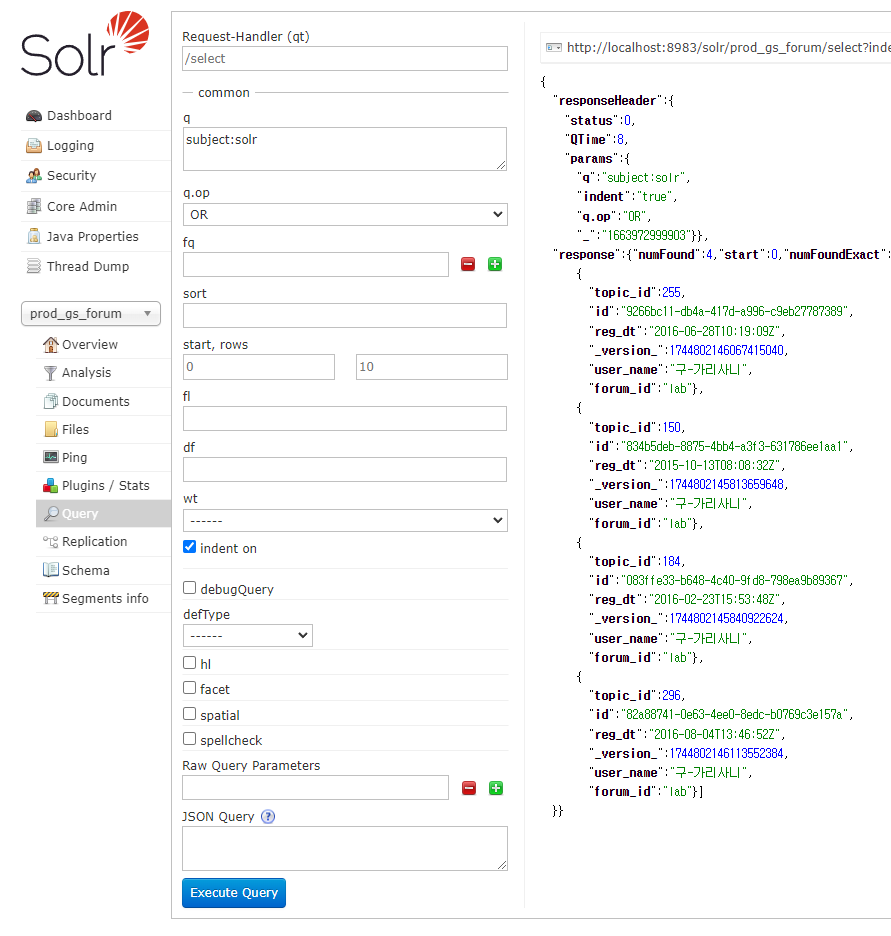 Solr
Dashboard
Logging
Security
Core Admin
Java Properties
Thread Dump
prod_gs_forum
Overview
Analysis
Documents
Files
Ping
Plugins / Stats
Query
Replication
Schema
Segments info
Request-Handler (qt)
/select
common
q
subject:solr
q.op
OR
fq
sort
start, rows
0 10
fl
df
wt
------
indent on
debugQuery
defType
------
hl
facet
spatial
spellcheck
Raw Query Parameters
JSON Query ?
Execute Query
http://localhost:8983/solr/prod_gs_forum/select?inde
{
"responseHeader":{
"status":0,
"QTime":8,
"params":{
"q":"subject:solr",
"indent":"true",
"q.op":"OR",
"_":"1663972999903"}},
"response":{"numFound":4,"start":0,"numFoundExact":
{
"topic_id":255,
"id":"9266bc11-db4a-417d-a996-c9eb27787389",
"reg_dt":"2016-06-28T10:19:09Z",
"_version_":1744802146067415040,
"user_name":"구-가리사니",
"forum_id":"lab"},
{
"topic_id":150,
"id":"834b5deb-8875-4bb4-a3f3-631786ee1aa1",
"reg_dt":"2015-10-13T08:08:32Z",
"_version_":1744802145813659648,
"user_name":"구-가리사니",
"forum_id":"lab"},
{
"topic_id":184,
"id":"083ffe33-b648-4c40-9fd8-798ea9b89367",
"reg_dt":"2016-02-23T15:53:48Z",
"_version_":1744802145840922624,
"user_name":"구-가리사니",
"forum_id":"lab"},
{
"topic_id":296,
"id":"82a88741-0e63-4ee0-8edc-b0769c3e157a",
"reg_dt":"2016-08-04T13:46:52Z",
"_version_":1744802146113552384,
"user_name":"구-가리사니",
"forum_id":"lab"}]
}}